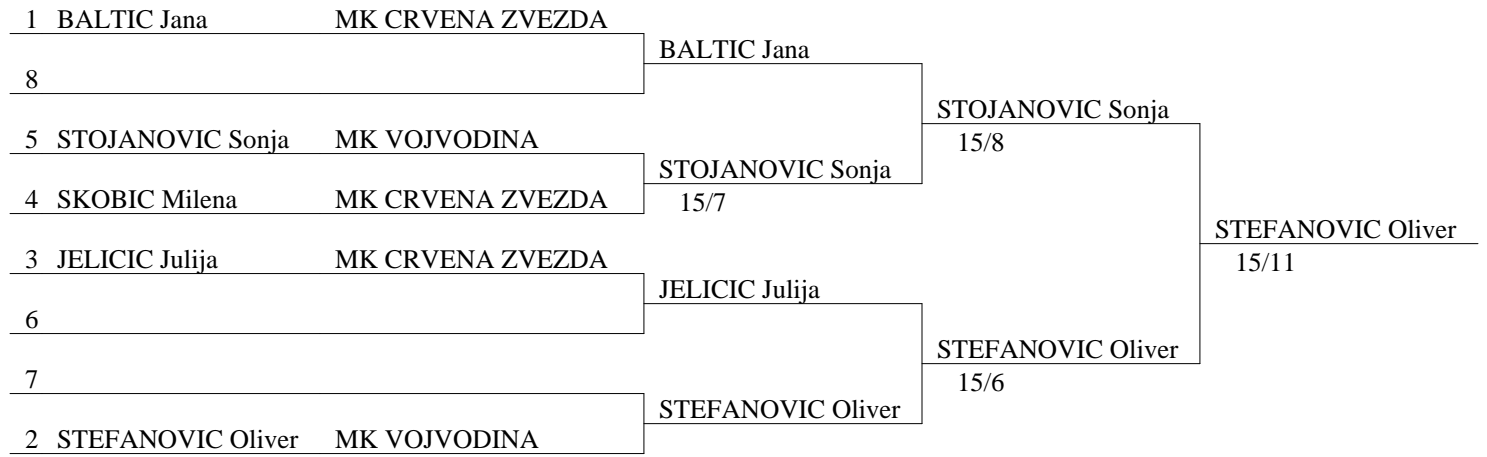 1 BALTIC Jana MK CRVENA ZVEZDA
BALTIC Jana
8
STOJANOVIC Sonja
15/8
5 STOJANOVIC Sonja MK VOJVODINA
STOJANOVIC Sonja
15/7
4 SKOBIC Milena MK CRVENA ZVEZDA
STEFANOVIC Oliver
15/11
3 JELICIC Julija MK CRVENA ZVEZDA
JELICIC Julija
6
STEFANOVIC Oliver
15/6
7
STEFANOVIC Oliver
2 STEFANOVIC Oliver MK VOJVODINA